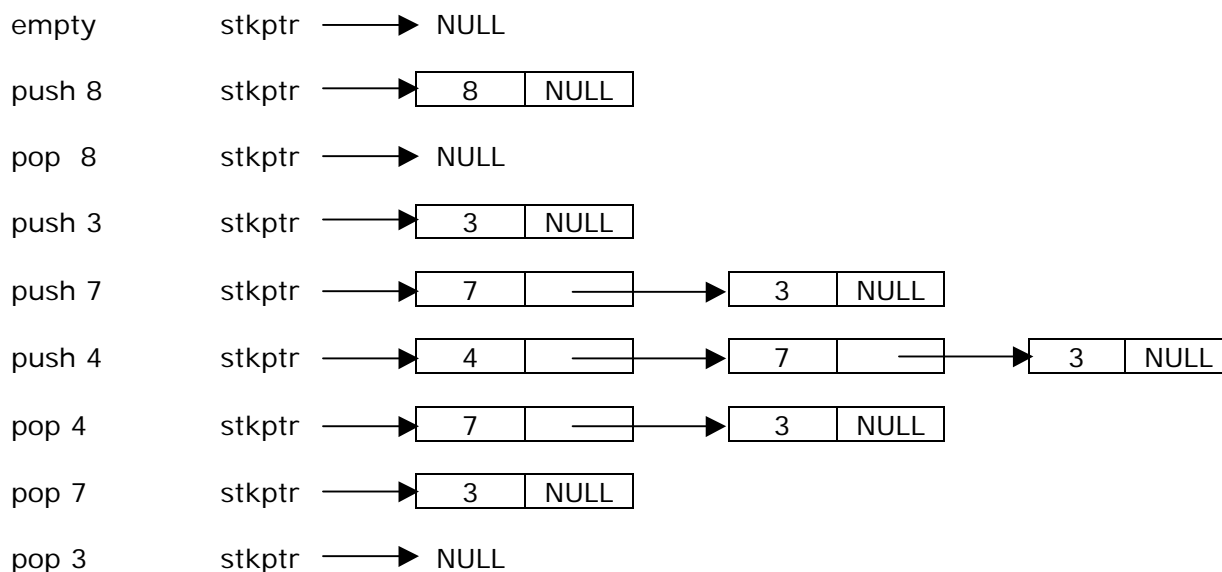 empty stkptr NULL
push 8 stkptr 8 NULL
pop 8 stkptr NULL
push 3 stkptr 3 NULL
push 7 stkptr 7 3 NULL
push 4 stkptr 4 7 3 NULL
pop 4 stkptr 7 3 NULL
pop 7 stkptr 3 NULL
pop 3 stkptr NULL